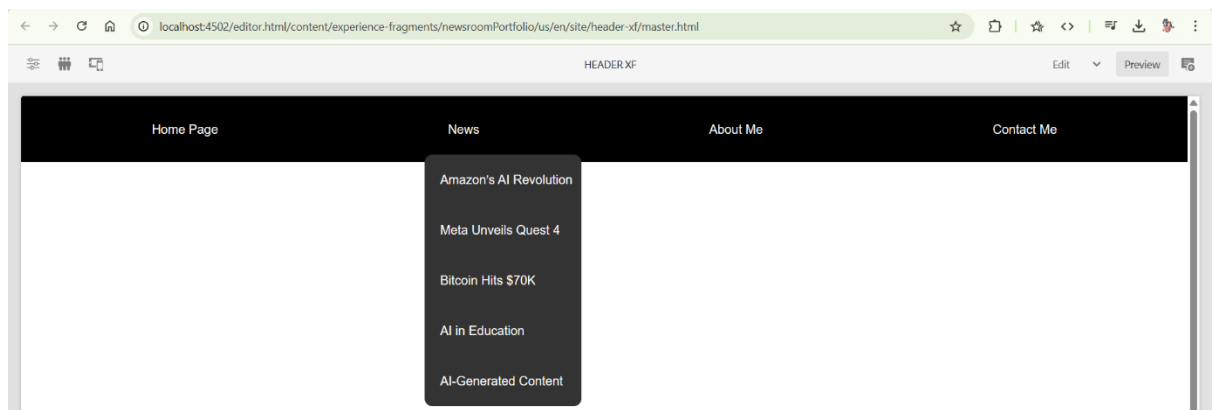 localhost:4502/editor.html/content/experience-fragments/newsroomPortfolio/us/en/site/header-xf/master.html
HEADER XF Edit Preview
Home Page News About Me Contact Me
Amazon's AI Revolution
Meta Unveils Quest 4
Bitcoin Hits $70K
AI in Education
AI-Generated Content